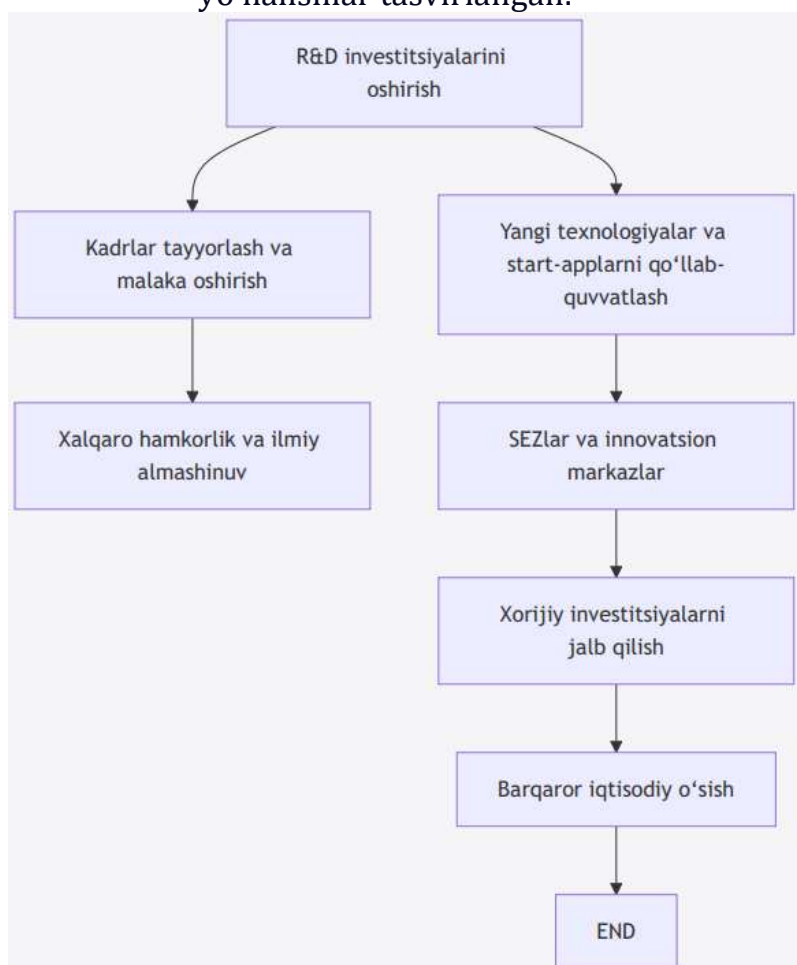 R&D investitsiyalarini
oshirish
Kadrlar tayyorlash va
malaka oshirish
Yangi texnologiyalar va
start-applarni qo‘llab-
quvvatlash
Xalqaro hamkorlik va ilmiy
almashinuv
SEZlar va innovatsion
markazlar
Xorijiy investitsiyalarni
jalb qilish
Barqaror iqtisodiy o‘sish
END